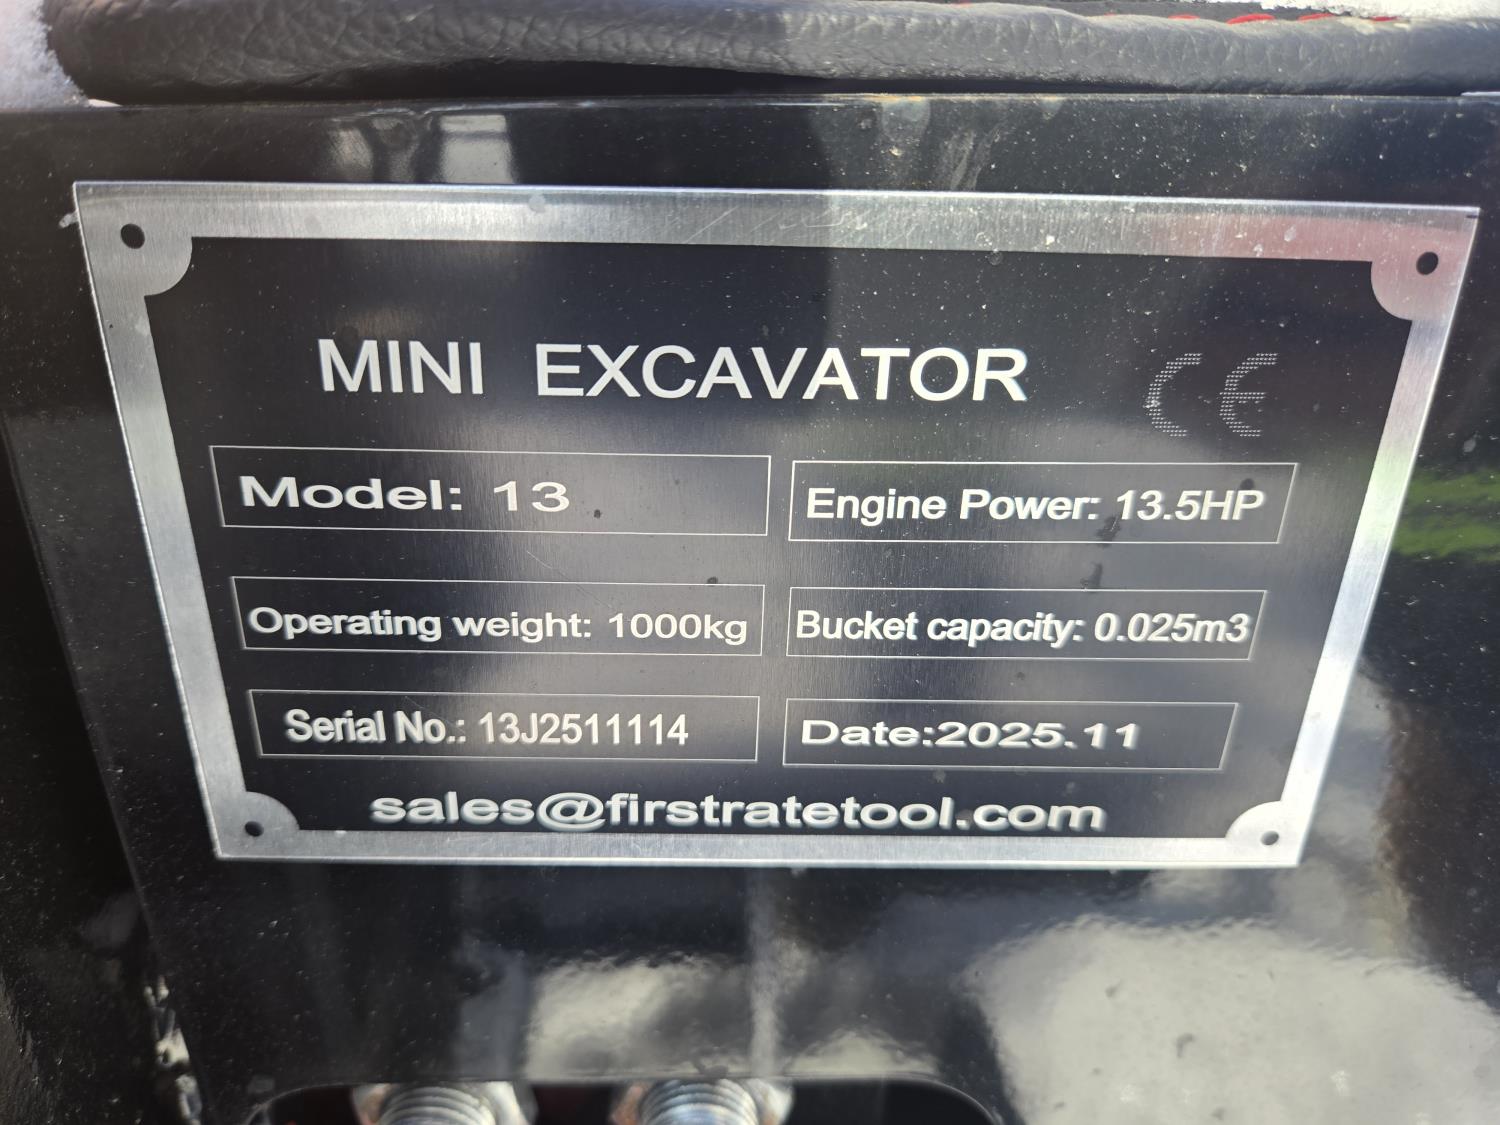 MINI EXCAVATOR CE
Model: 13
Engine Power: 13.5HP
Operating weight: 1000kg
Bucket capacity: 0.025m3
Serial No.: 13J2511114
Date:2025.11
sales@firstratetool.com